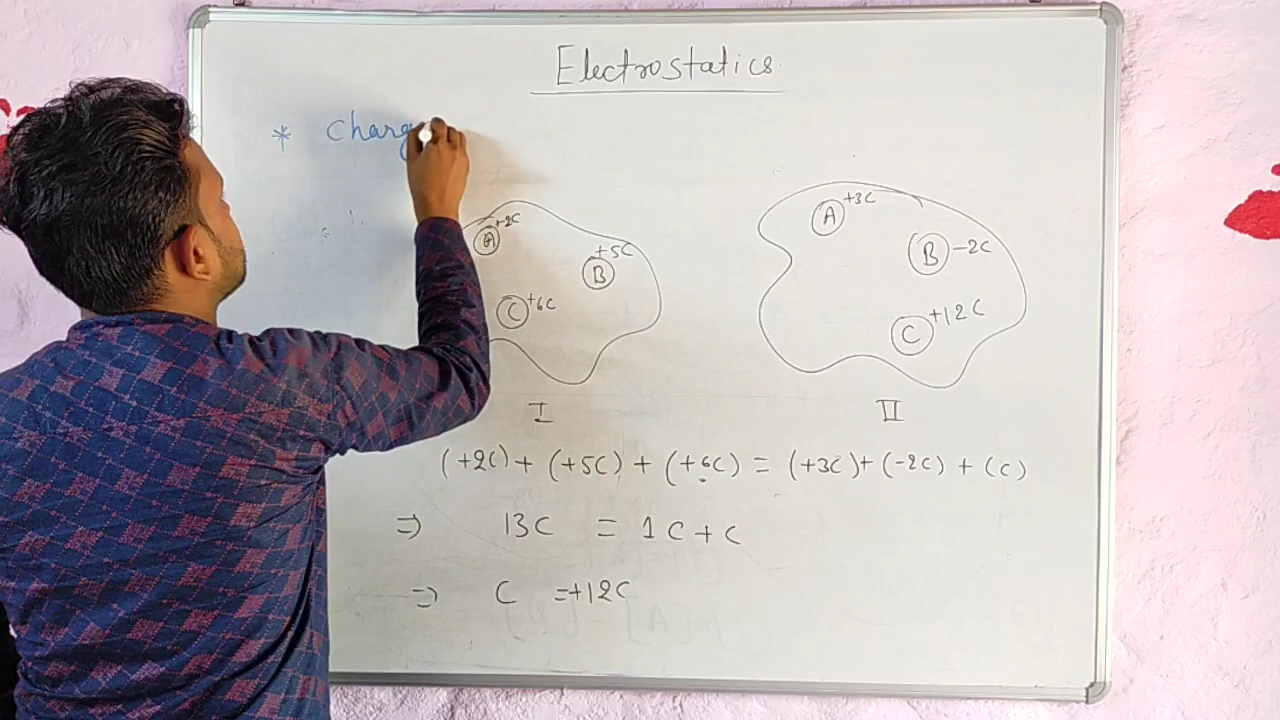 Electrostatics
* Charg
A +2C
B +5C
C +6C
A +3C
B -2C
C +12C
I
II
(+2C) + (+5C) + (+6C) = (+3C) + (-2C) + (C)
⇒ 13C = 1C + C
⇒ C = +12C